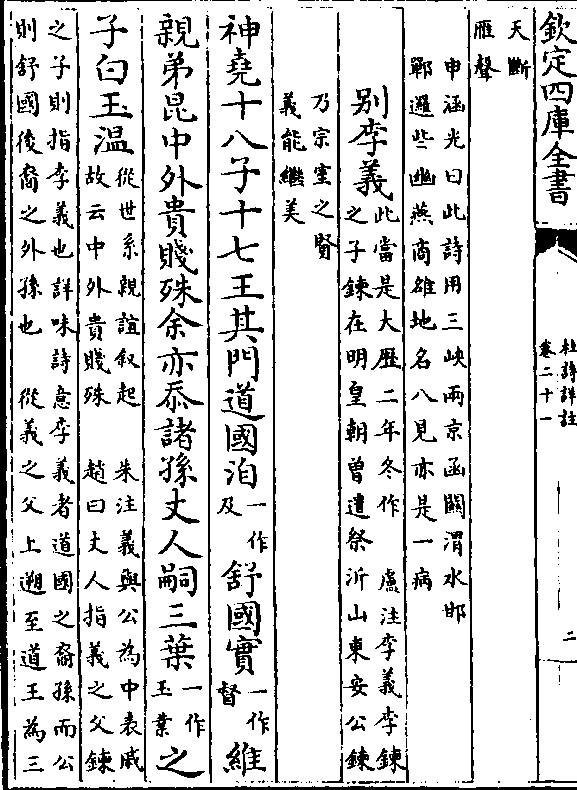 欽定四庫全書
杜詩詳註
卷二十一
二
天斷
雁聲
申涵光曰此詩用三峽兩京函關渭水邯
鄲邏些幽燕商雄地名八見亦是一病
別李義
此當是大歷二年冬作 盧注李義李鍊
之子鍊在明皇朝曾遣祭沂山東安公鍊
乃宗室之賢
義能繼美
神堯十八子十七王其門道國洎一作及舒國實一作督維
親弟昆中外貴賤殊余亦忝諸孫丈人嗣三葉一作玉葉之
子白玉溫
從世系親誼叙起 朱注義與公為中表戚
故云中外貴賤殊 趙曰丈人指義之父鍊
之子則指李義也詳味詩意李義者道國之裔孫而公
則舒國後裔之外孫也 從義之父上遡至道王為三